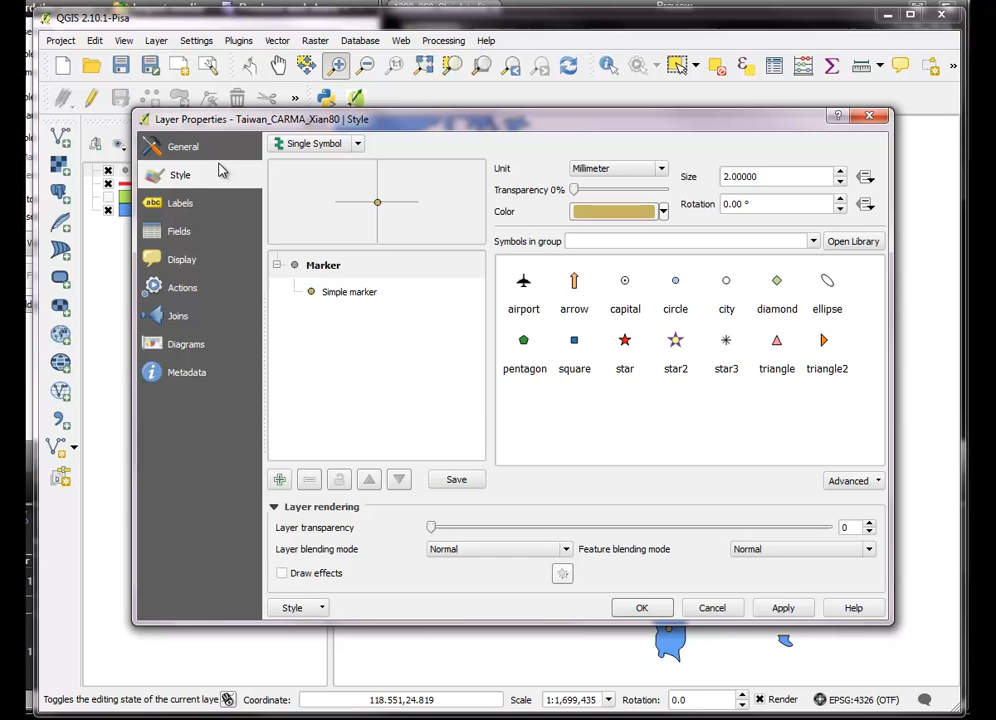 QGIS 2.10.1-Pisa
Project Edit View Layer Settings Plugins Vector Raster Database Web Processing Help
Layer Properties - Taiwan_CARMA_Xian80 | Style
General
Style
Labels
Fields
Display
Actions
Joins
Diagrams
Metadata
Single Symbol
Marker
Simple marker
Save
Unit Millimeter
Transparency 0%
Color
Size 2.00000
Rotation 0.00 °
Symbols in group Open Library
airport arrow capital circle city diamond ellipse
pentagon square star star2 star3 triangle triangle2
Advanced
Layer rendering
Layer transparency 0
Layer blending mode Normal Feature blending mode Normal
Draw effects
Style OK Cancel Apply Help
Toggles the editing state of the current laye Coordinate: 118.551,24.819 Scale 1:1,699,435 Rotation: 0.0 Render EPSG:4326 (OTF)